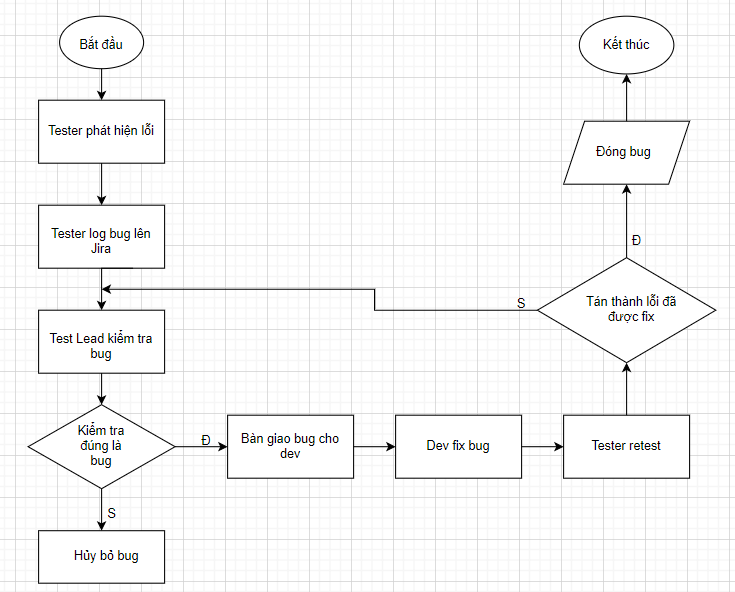 Bắt đầu
Tester phát hiện lỗi
Tester log bug lên
Jira
Test Lead kiểm tra
bug
Kiểm tra
đúng là
bug
S
Hủy bỏ bug
Đ
Bàn giao bug cho
dev
Dev fix bug
Tester retest
Tán thành lỗi đã
được fix
S
Đ
Đóng bug
Kết thúc